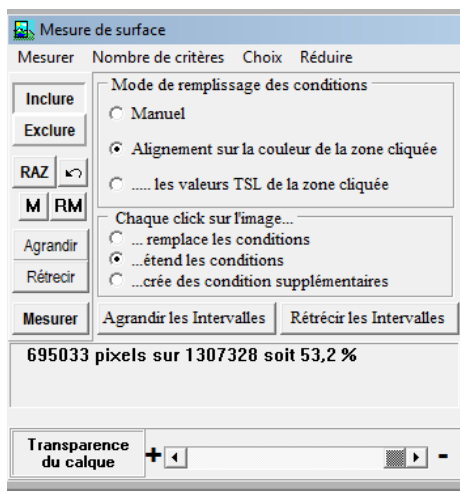 Mesure de surface
Mesurer Nombre de critères Choix Réduire
Inclure
Exclure
RAZ
M RM
Agrandir
Rétrecir
Mesurer
Mode de remplissage des conditions
Manuel
Alignement sur la couleur de la zone cliquée
..... les valeurs TSL de la zone cliquée
Chaque click sur l'image...
... remplace les conditions
...étend les conditions
...crée des condition supplémentaires
Agrandir les Intervalles Rétrécir les Intervalles
695033 pixels sur 1307328 soit 53,2 %
Transparence
du calque
+ -